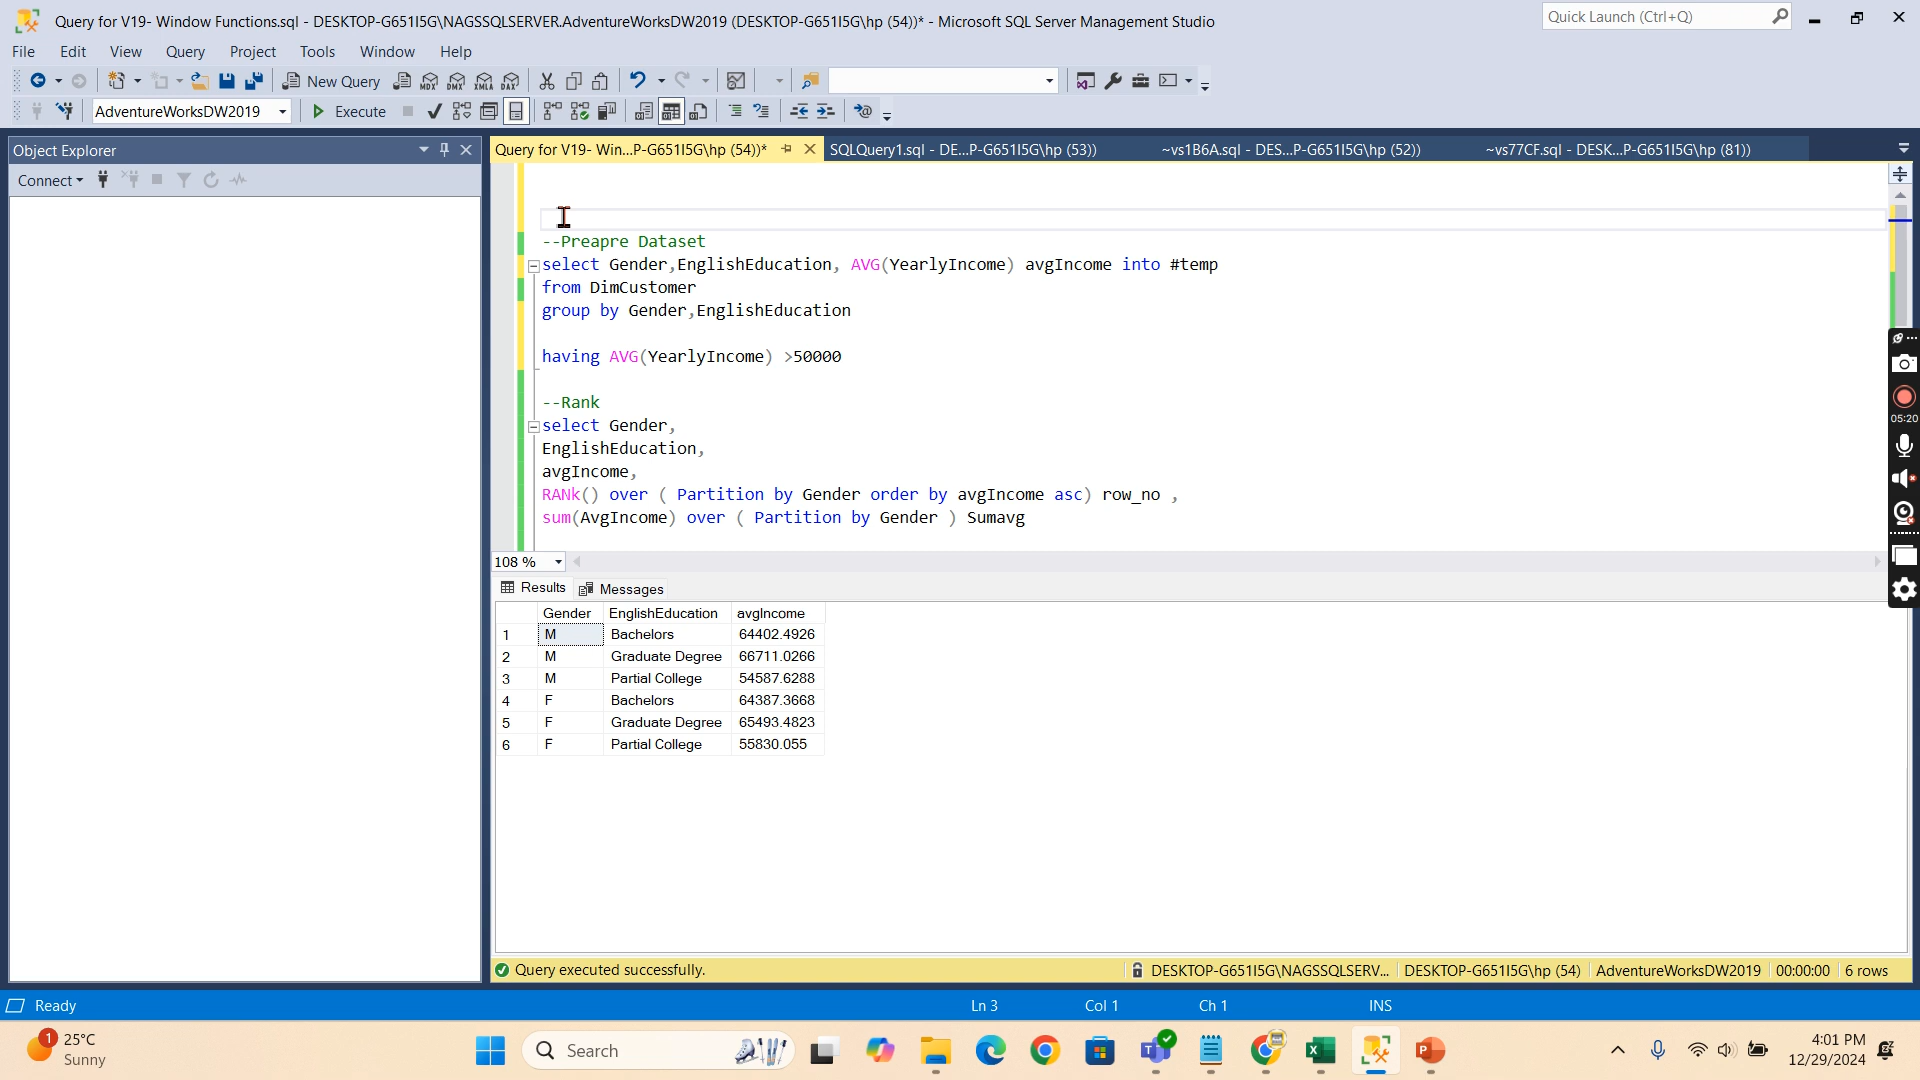 Query for V19- Window Functions.sql - DESKTOP-G651I5G\NAGSSQLSERVER.AdventureWorksDW2019 (DESKTOP-G651I5G\hp (54))* - Microsoft SQL Server Management Studio
Quick Launch (Ctrl+Q)
File Edit View Query Project Tools Window Help
New Query
MDX DMX XMLA DAX
AdventureWorksDW2019 Execute
Object Explorer
Query for V19- Win...P-G651I5G\hp (54))* SQLQuery1.sql - DE...P-G651I5G\hp (53)) ~vs1B6A.sql - DES...P-G651I5G\hp (52)) ~vs77CF.sql - DESK...P-G651I5G\hp (81))
Connect
--Preapre Dataset
select Gender,EnglishEducation, AVG(YearlyIncome) avgIncome into #temp
from DimCustomer
group by Gender,EnglishEducation
having AVG(YearlyIncome) >50000
--Rank
select Gender,
EnglishEducation,
avgIncome,
RANk() over ( Partition by Gender order by avgIncome asc) row_no ,
sum(AvgIncome) over ( Partition by Gender ) Sumavg
05:20
108 %
Results Messages
Gender EnglishEducation avgIncome
1 M Bachelors 64402.4926
2 M Graduate Degree 66711.0266
3 M Partial College 54587.6288
4 F Bachelors 64387.3668
5 F Graduate Degree 65493.4823
6 F Partial College 55830.055
Query executed successfully. DESKTOP-G651I5G\NAGSSQLSERV... DESKTOP-G651I5G\hp (54) AdventureWorksDW2019 00:00:00 6 rows
Ready Ln 3 Col 1 Ch 1 INS
1 25°C
Sunny
Search
4:01 PM
12/29/2024